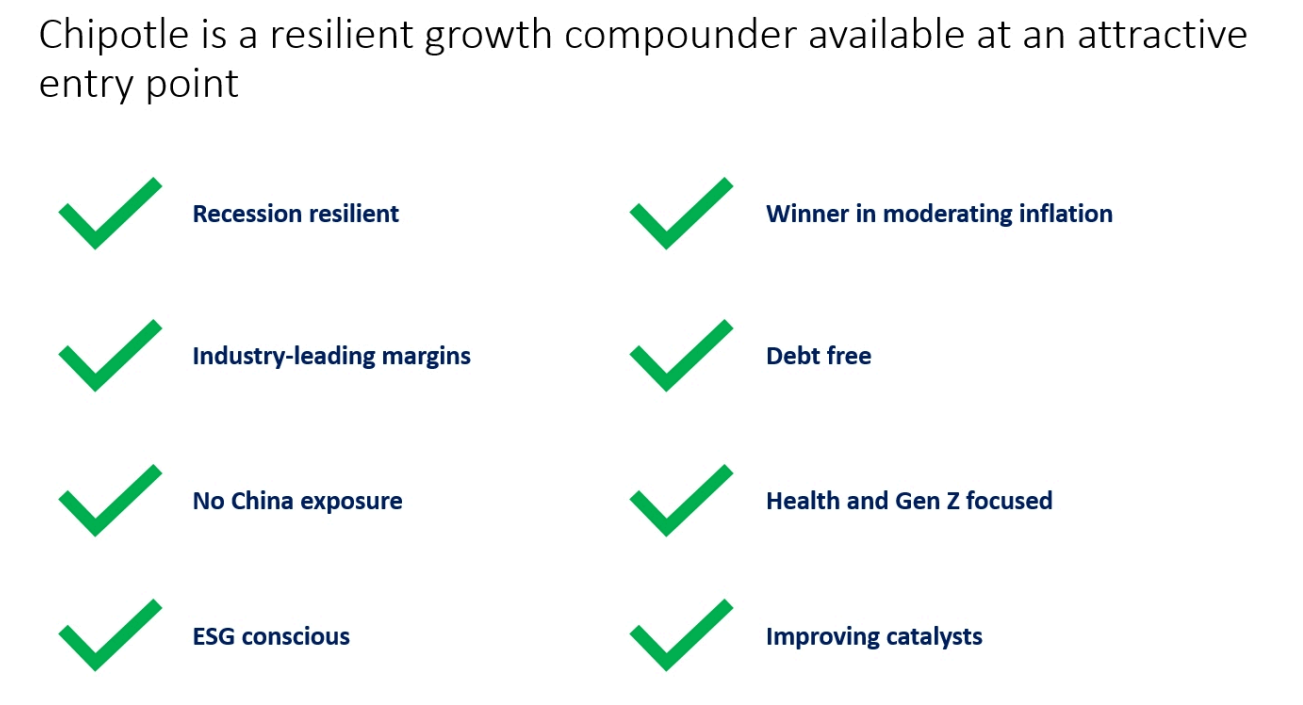 Chipotle is a resilient growth compounder available at an attractive
entry point
Recession resilient
Winner in moderating inflation
Industry-leading margins
Debt free
No China exposure
Health and Gen Z focused
ESG conscious
Improving catalysts